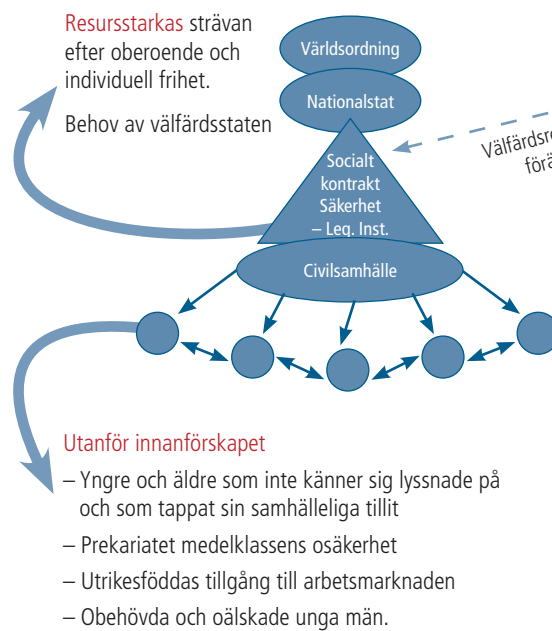 Resursstarkas strävan
efter oberoende och
individuell frihet.
Behov av välfärdsstaten
Världsordning
Nationalstat
Socialt
kontrakt
Säkerhet
– Leg. Inst.
Civilsamhälle
Utanför innanförskapet
– Yngre och äldre som inte känner sig lyssnade på
och som tappat sin samhälleliga tillit
– Prekariatet medelklassens osäkerhet
– Utrikesföddas tillgång till arbetsmarknaden
– Obehövda och oälskade unga män.